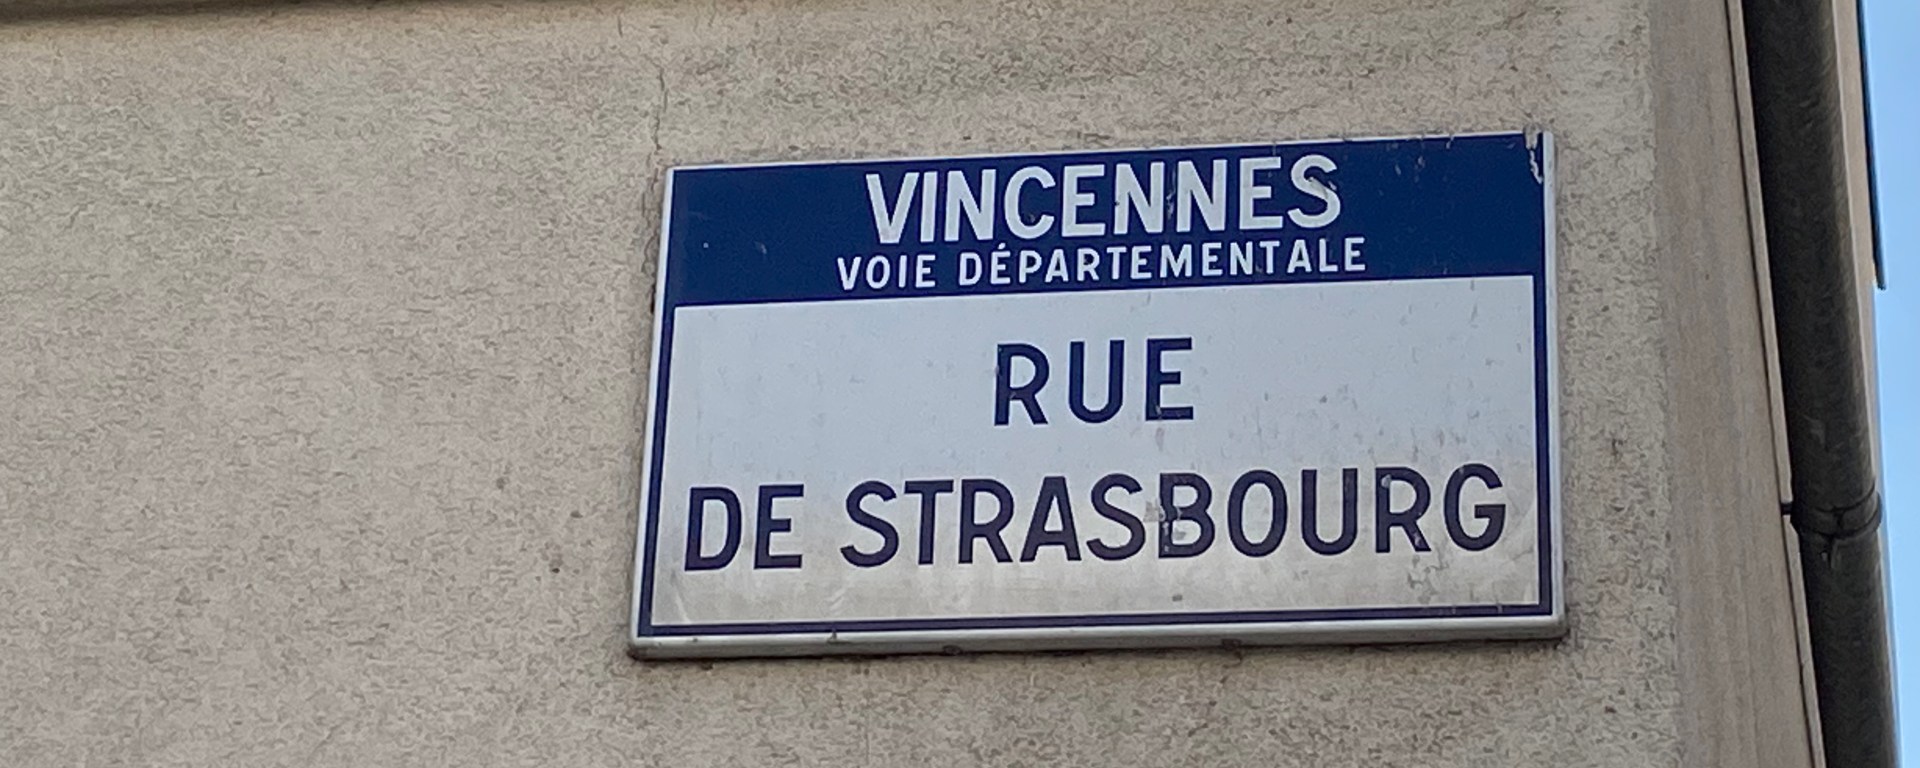 VINCENNES
VOIE DÉPARTEMENTALE
RUE
DE STRASBOURG